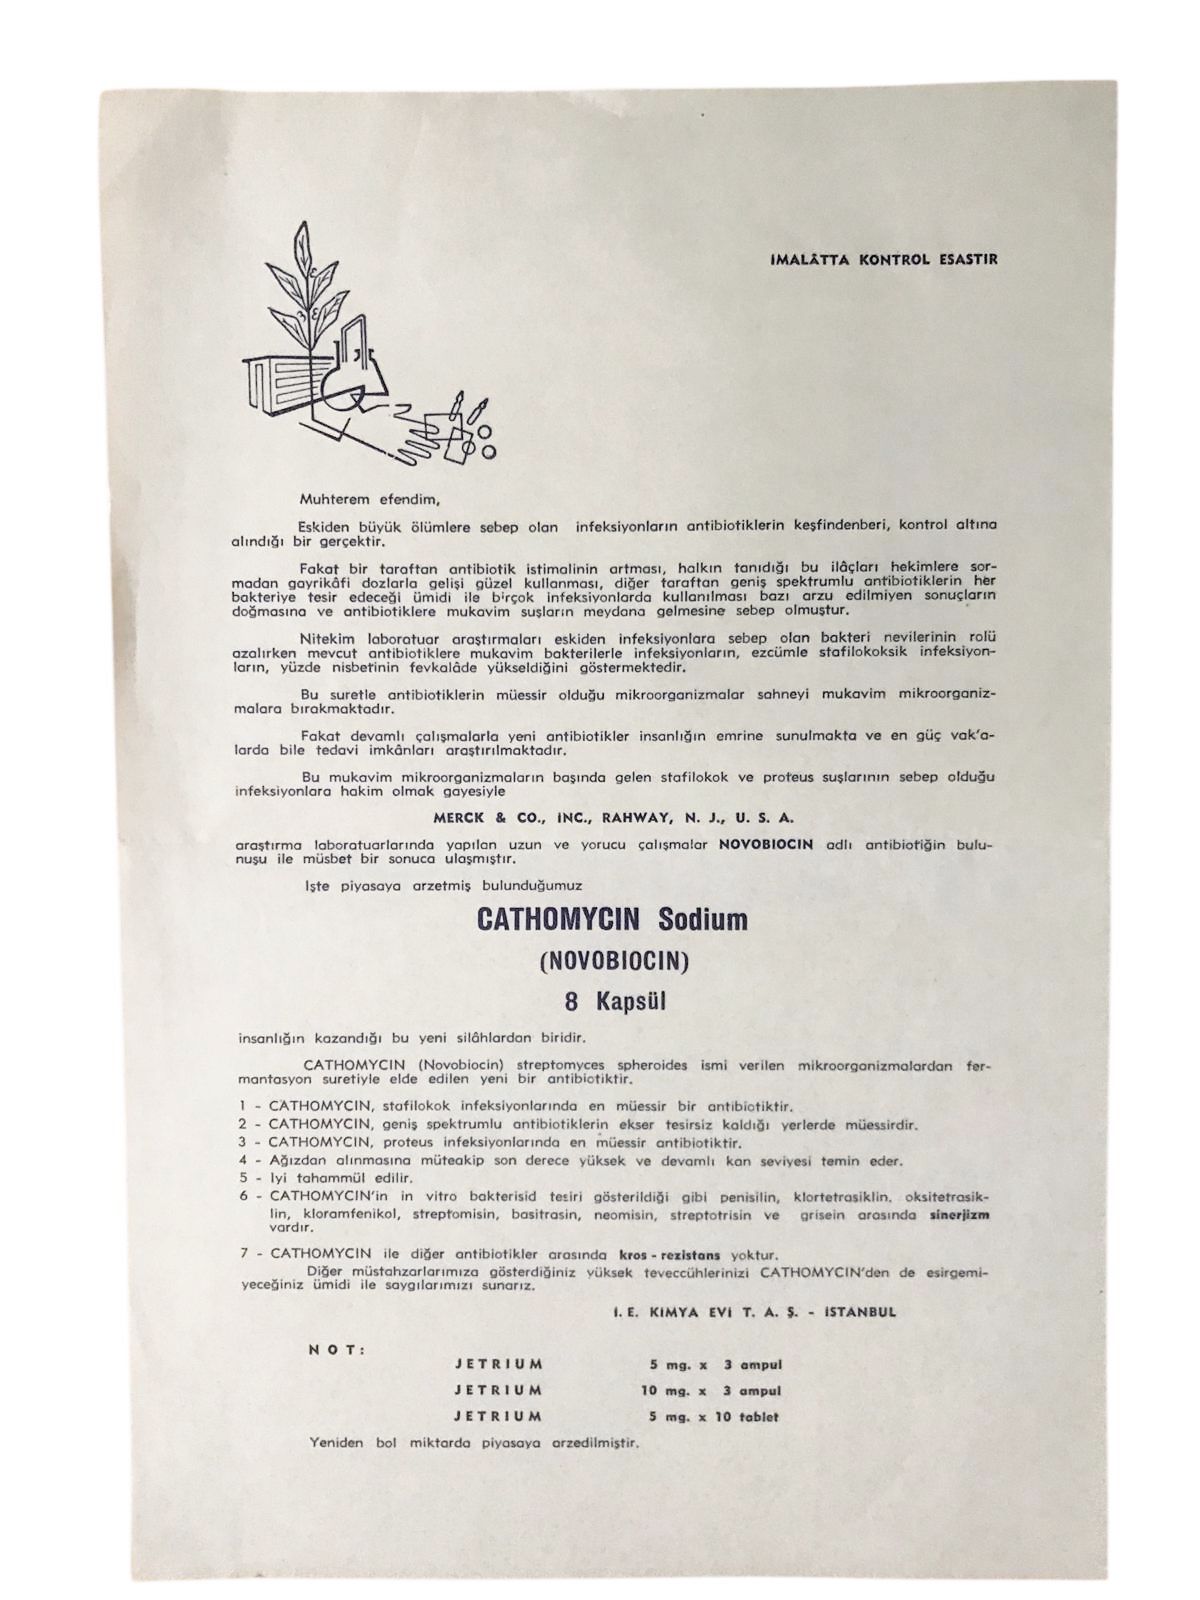 IMALÂTTA KONTROL ESASTIR
Muhterem efendim,
Eskiden büyük ölümlere sebep olan infeksiyonların antibiotiklerin keşfindenberi, kontrol altına
alındığı bir gerçektir.
Fakat bir taraftan antibiotik istimalinin artması, halkın tanıdığı bu ilâçları hekimlere sor-
madan gayrikâfi dozlarla gelişi güzel kullanması, diğer taraftan geniş spektrumlu antibiotiklerin her
bakteriye tesir edeceği ümidi ile birçok infeksiyonlarda kullanılması bazı arzu edilmiyen sonuçların
doğmasına ve antibiotiklere mukavim suşların meydana gelmesine sebep olmuştur.
Nitekim laboratuar araştırmaları eskiden infeksiyonlara sebep olan bakteri nevilerinin rolü
azalırken mevcut antibiotiklere mukavim bakterilerle infeksiyonların, ezcümle stafilokoksik infeksiyon-
ların, yüzde nisbetinin fevkalâde yükseldiğini göstermektedir.
Bu suretle antibiotiklerin müessir olduğu mikroorganizmalar sahneyi mukavim mikroorganiz-
malara bırakmaktadır.
Fakat devamlı çalışmalarla yeni antibiotikler insanlığın emrine sunulmakta ve en güç vak'a-
larda bile tedavi imkânları araştırılmaktadır.
Bu mukavim mikroorganizmaların başında gelen stafilokok ve proteus suşlarının sebep olduğu
infeksiyonlara hakim olmak gayesiyle
MERCK & CO., İNC., RAHWAY, N. J., U. S. A.
araştırma laboratuarlarında yapılan uzun ve yorucu çalışmalar NOVOBIOCIN adlı antibiotiğin bulu-
nuşu ile müsbet bir sonuca ulaşmıştır.
Işte piyasaya arzetmiş bulunduğumuz
CATHOMYCIN Sodium
(NOVOBIOCIN)
8 Kapsül
insanlığın kazandığı bu yeni silâhlardan biridir.
CATHOMYCIN (Novobiocin) streptomyces spheroides ismi verilen mikroorganizmalardan fer-
mantasyon suretiyle elde edilen yeni bir antibiotiktir.
1 - CATHOMYCIN, stafilokok infeksiyonlarında en müessir bir antibiotiktir.
2 - CATHOMYCIN, geniş spektrumlu antibiotiklerin ekser tesirsiz kaldığı yerlerde müessirdir.
3 - CATHOMYCIN, proteus infeksiyonlarında en müessir antibiotiktir.
4 - Ağızdan alınmasına müteakip son derece yüksek ve devamlı kan seviyesi temin eder.
5 - Iyi tahammül edilir.
6 - CATHOMYCIN'in in vitro bakterisid tesiri gösterildiği gibi penisilin, klortetrasiklin, oksitetrasik-
lin, kloramfenikol, streptomisin, basitrasin, neomisin, streptotrisin ve grisein arasında sinerjizm
vardır.
7 - CATHOMYCIN ile diğer antibiotikler arasında kros - rezistans yoktur.
Diğer müstahzarlarımıza gösterdiğiniz yüksek teveccühlerinizi CATHOMYCIN'den de esirgemi-
yeceğiniz ümidi ile saygılarımızı sunarız.
İ. E. KİMYA EVİ T. A. Ş. - İSTANBUL
NOT:
JETRIUM 5 mg. x 3 ampul
JETRIUM 10 mg. x 3 ampul
JETRIUM 5 mg. x 10 tablet
Yeniden bol miktarda piyasaya arzedilmiştir.